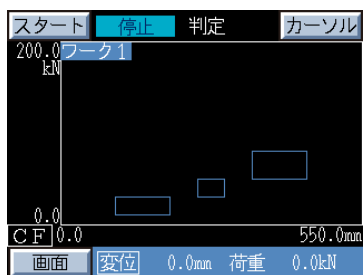 スタート 停止 判定 カーソル
200.0 ワーク1
kN
0.0
CF 0.0 550.0mm
画面 変位 0.0mm 荷重 0.0kN